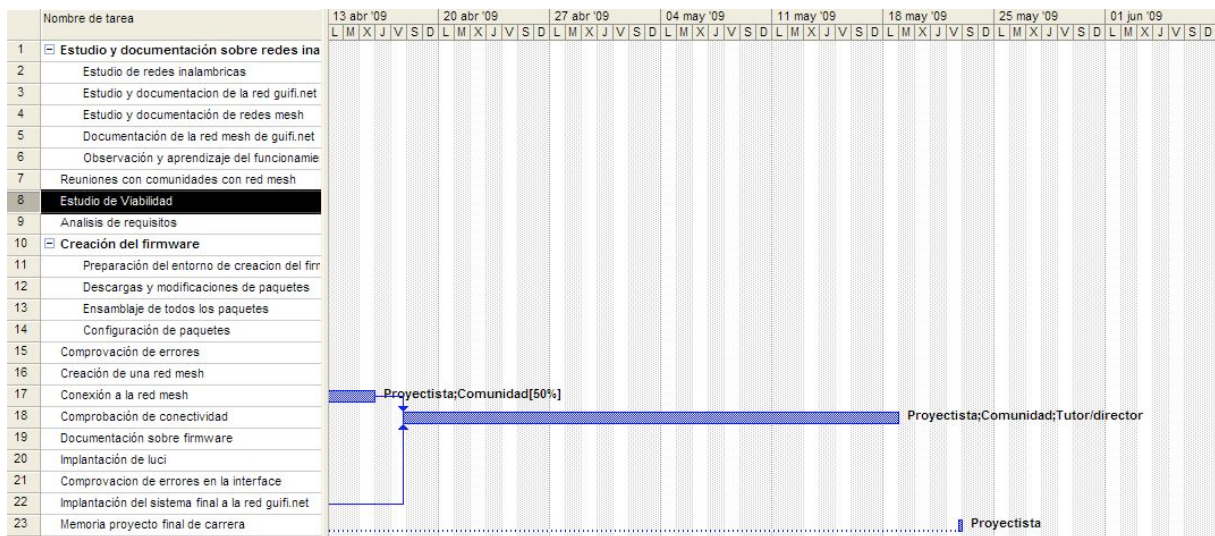 Nombre de tarea
13 abr '09 20 abr '09 27 abr '09 04 may '09 11 may '09 18 may '09 25 may '09 01 jun '09
L M X J V S D L M X J V S D L M X J V S D L M X J V S D L M X J V S D L M X J V S D L M X J V S D L M X J V S D
1 Estudio y documentación sobre redes ina
2 Estudio de redes inalambricas
3 Estudio y documentacion de la red guifi.net
4 Estudio y documentación de redes mesh
5 Documentación de la red mesh de guifi.net
6 Observación y aprendizaje del funcionamie
7 Reuniones con comunidades con red mesh
8 Estudio de Viabilidad
9 Analisis de requisitos
10 Creación del firmware
11 Preparación del entorno de creacion del firr
12 Descargas y modificaciones de paquetes
13 Ensamblaje de todos los paquetes
14 Configuración de paquetes
15 Comprovación de errores
16 Creación de una red mesh
17 Conexión a la red mesh Proyectista;Comunidad[50%]
18 Comprobación de conectividad Proyectista;Comunidad;Tutor/director
19 Documentación sobre firmware
20 Implantación de luci
21 Comprovacion de errores en la interface
22 Implantación del sistema final a la red guifi.net
23 Memoria proyecto final de carrera Proyectista